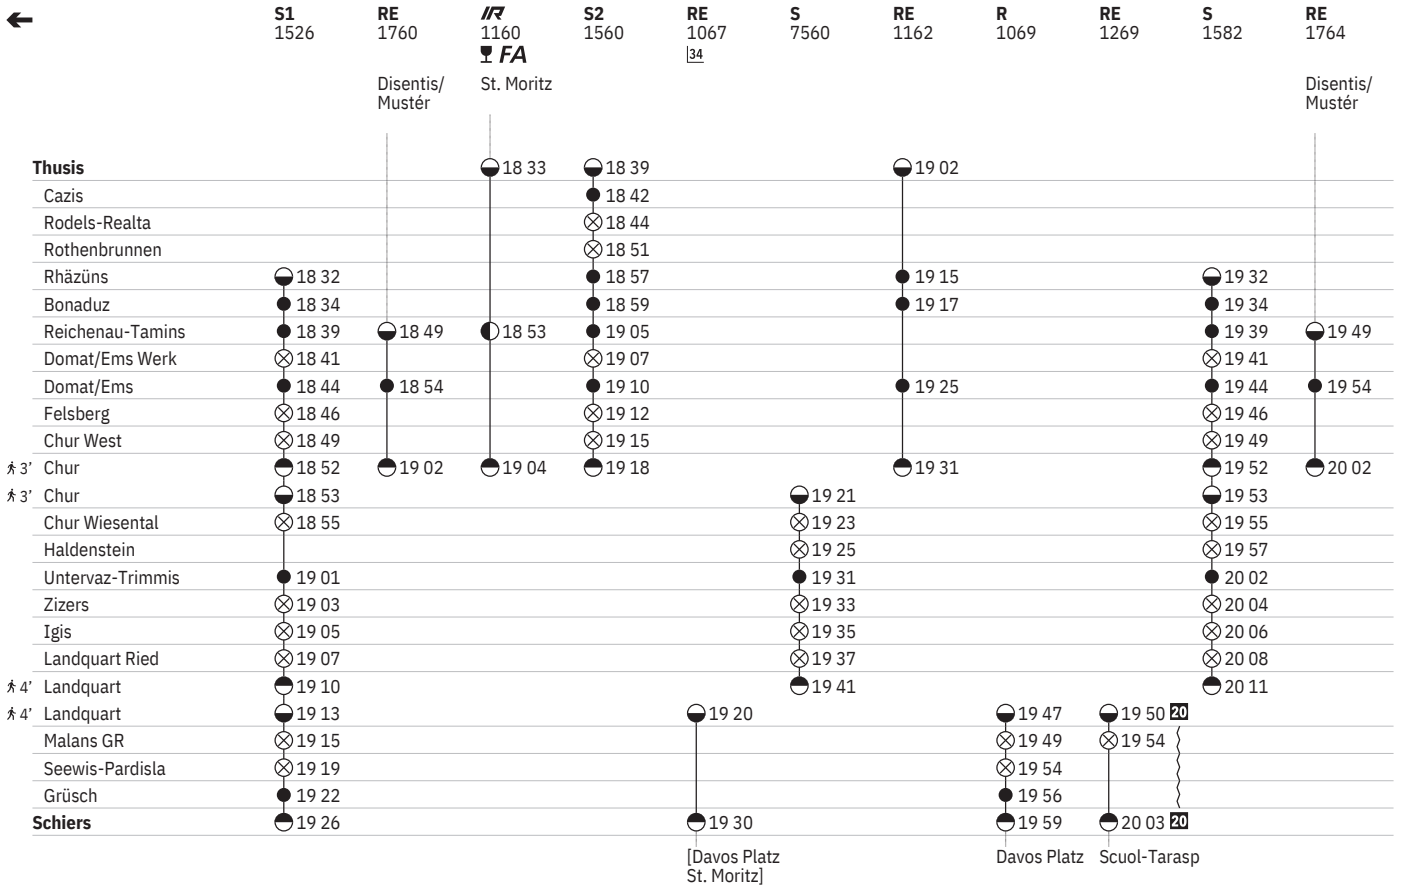 S1 RE IR S2 RE S RE R RE S RE
1526 1760 1160 1560 1067 7560 1162 1069 1269 1582 1764
FA 34
Disentis/ St. Moritz Disentis/
Mustér Mustér
Thusis 18 33 18 39 19 02
Cazis 18 42
Rodels-Realta 18 44
Rothenbrunnen 18 51
Rhäzüns 18 32 18 57 19 15 19 32
Bonaduz 18 34 18 59 19 17 19 34
Reichenau-Tamins 18 39 18 49 18 53 19 05 19 39 19 49
Domat/Ems Werk 18 41 19 07 19 41
Domat/Ems 18 44 18 54 19 10 19 25 19 44 19 54
Felsberg 18 46 19 12 19 46
Chur West 18 49 19 15 19 49
3' Chur 18 52 19 02 19 04 19 18 19 31 19 52 20 02
3' Chur 18 53 19 21 19 53
Chur Wiesental 18 55 19 23 19 55
Haldenstein 19 25 19 57
Untervaz-Trimmis 19 01 19 31 20 02
Zizers 19 03 19 33 20 04
Igis 19 05 19 35 20 06
Landquart Ried 19 07 19 37 20 08
4' Landquart 19 10 19 41 20 11
4' Landquart 19 13 19 20 19 47 19 50 20
Malans GR 19 15 19 49 19 54
Seewis-Pardisla 19 19 19 54
Grüsch 19 22 19 56
Schiers 19 26 19 30 19 59 20 03 20
[Davos Platz Davos Platz Scuol-Tarasp
St. Moritz]